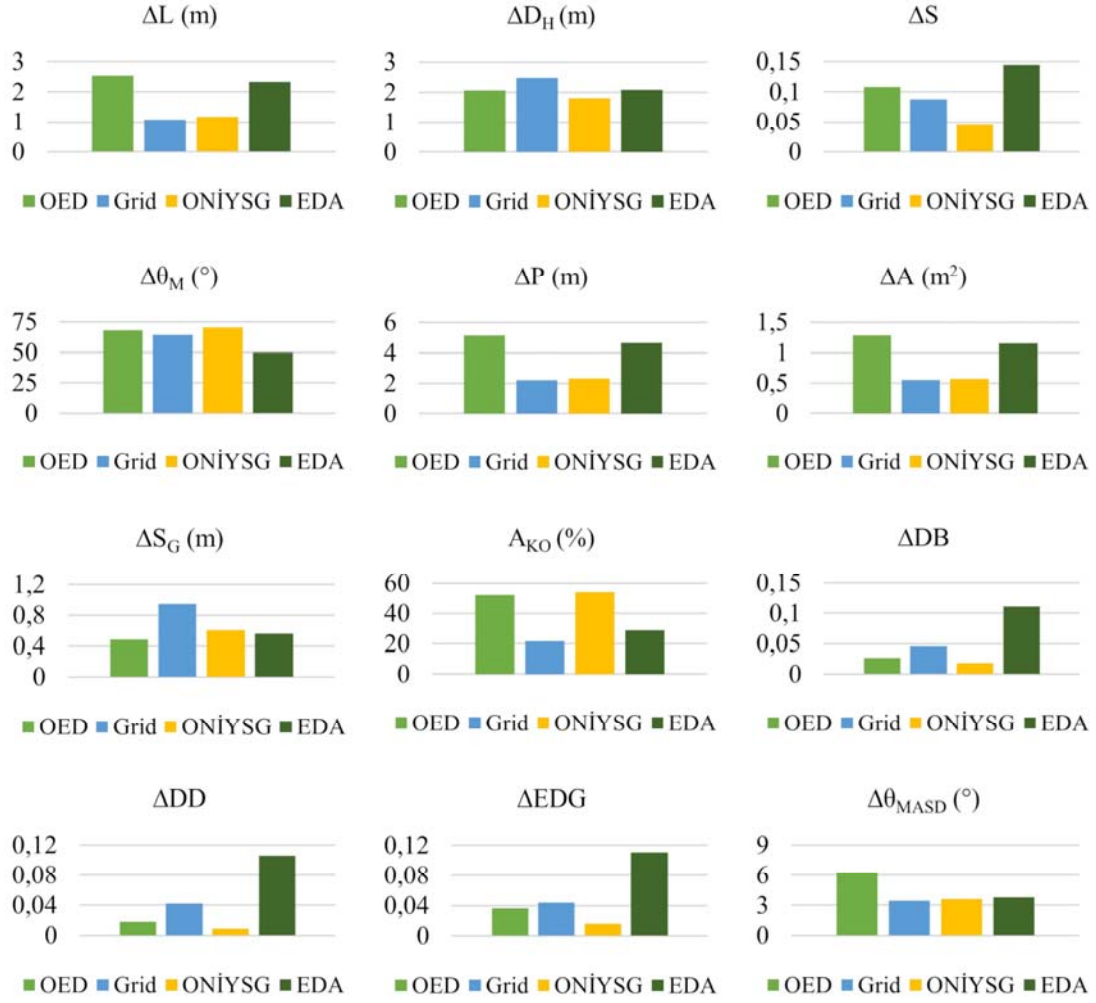 ΔL (m)
3
2
1
0
OED Grid ONİYSG EDA
ΔD_H (m)
3
2
1
0
OED Grid ONİYSG EDA
ΔS
0,15
0,1
0,05
0
OED Grid ONİYSG EDA
Δθ_M (°)
75
50
25
0
OED Grid ONİYSG EDA
ΔP (m)
6
4
2
0
OED Grid ONİYSG EDA
ΔA (m²)
1,5
1
0,5
0
OED Grid ONİYSG EDA
ΔS_G (m)
1,2
0,8
0,4
0
OED Grid ONİYSG EDA
A_KO (%)
60
40
20
0
OED Grid ONİYSG EDA
ΔDB
0,15
0,1
0,05
0
OED Grid ONİYSG EDA
ΔDD
0,12
0,08
0,04
0
OED Grid ONİYSG EDA
ΔEDG
0,12
0,08
0,04
0
OED Grid ONİYSG EDA
Δθ_MASD (°)
9
6
3
0
OED Grid ONİYSG EDA